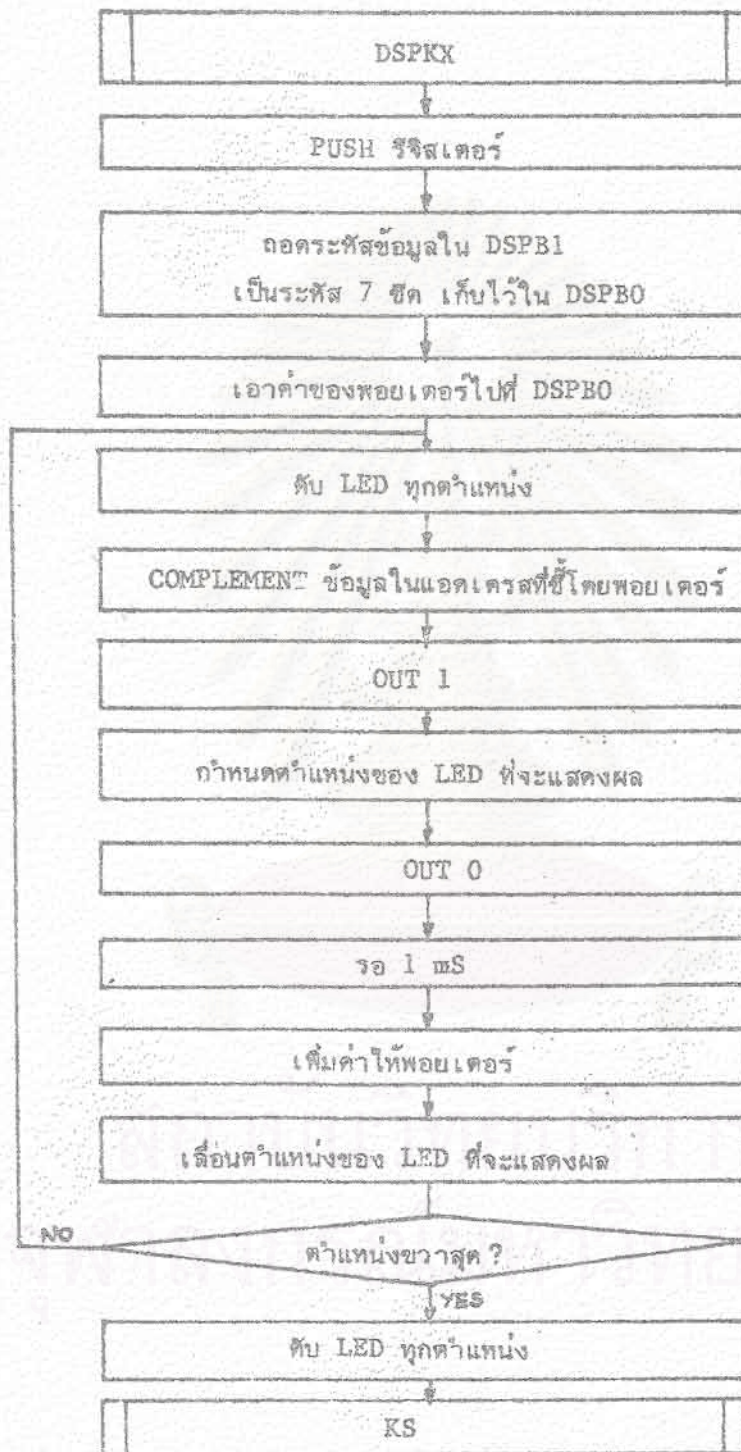 DSPKX
PUSH รีจิสเตอร์
ถอดระหัสข้อมูลใน DSPB1
เป็นระหัส 7 ขีด เก็บไว้ใน DSPB0
เอาค่าของพอยเตอร์ไปที่ DSPB0
ดับ LED ทุกตำแหน่ง
COMPLEMENT ข้อมูลในแอดเดรสที่ชี้โดยพอยเตอร์
OUT 1
กำหนดตำแหน่งของ LED ที่จะแสดงผล
OUT 0
รอ 1 mS
เพิ่มค่าให้พอยเตอร์
เลื่อนตำแหน่งของ LED ที่จะแสดงผล
NO
ตำแหน่งขวาสุด ?
YES
ดับ LED ทุกตำแหน่ง
KS